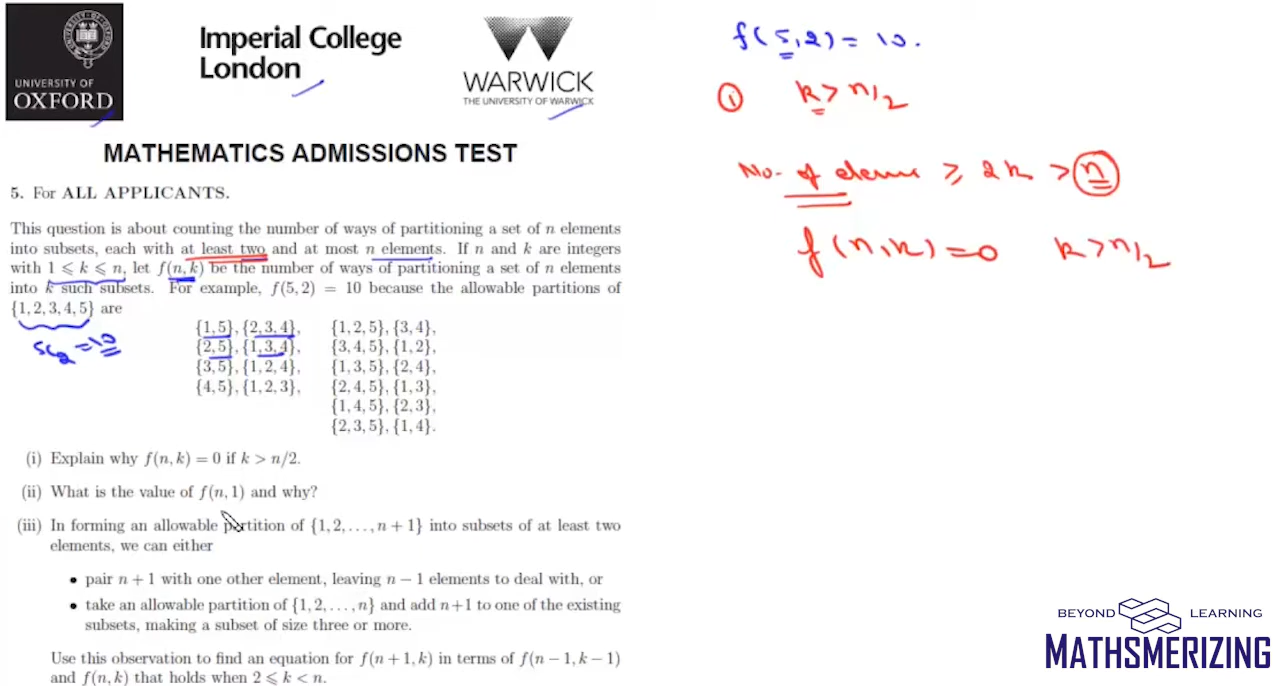 UNIVERSITY OF
OXFORD
Imperial College
London
WARWICK
THE UNIVERSITY OF WARWICK
MATHEMATICS ADMISSIONS TEST
5. For ALL APPLICANTS.
This question is about counting the number of ways of partitioning a set of n elements
into subsets, each with at least two and at most n elements. If n and k are integers
with 1 ⩽ k ⩽ n, let f(n, k) be the number of ways of partitioning a set of n elements
into k such subsets. For example, f(5, 2) = 10 because the allowable partitions of
{1, 2, 3, 4, 5} are
5C₂ = 10
{1, 5}, {2, 3, 4}, {1, 2, 5}, {3, 4},
{2, 5}, {1, 3, 4}, {3, 4, 5}, {1, 2},
{3, 5}, {1, 2, 4}, {1, 3, 5}, {2, 4},
{4, 5}, {1, 2, 3}, {2, 4, 5}, {1, 3},
{1, 4, 5}, {2, 3},
{2, 3, 5}, {1, 4}.
(i) Explain why f(n, k) = 0 if k > n/2.
(ii) What is the value of f(n, 1) and why?
(iii) In forming an allowable partition of {1, 2, . . . , n + 1} into subsets of at least two
elements, we can either
• pair n + 1 with one other element, leaving n − 1 elements to deal with, or
• take an allowable partition of {1, 2, . . . , n} and add n+1 to one of the existing
subsets, making a subset of size three or more.
Use this observation to find an equation for f(n + 1, k) in terms of f(n − 1, k − 1)
and f(n, k) that holds when 2 ⩽ k < n.
f(5,2) = 10.
① k > n/2
No. of ≥ 2k > n
f(n,k) = 0 k > n/2
BEYOND LEARNING
MATHSMERIZING